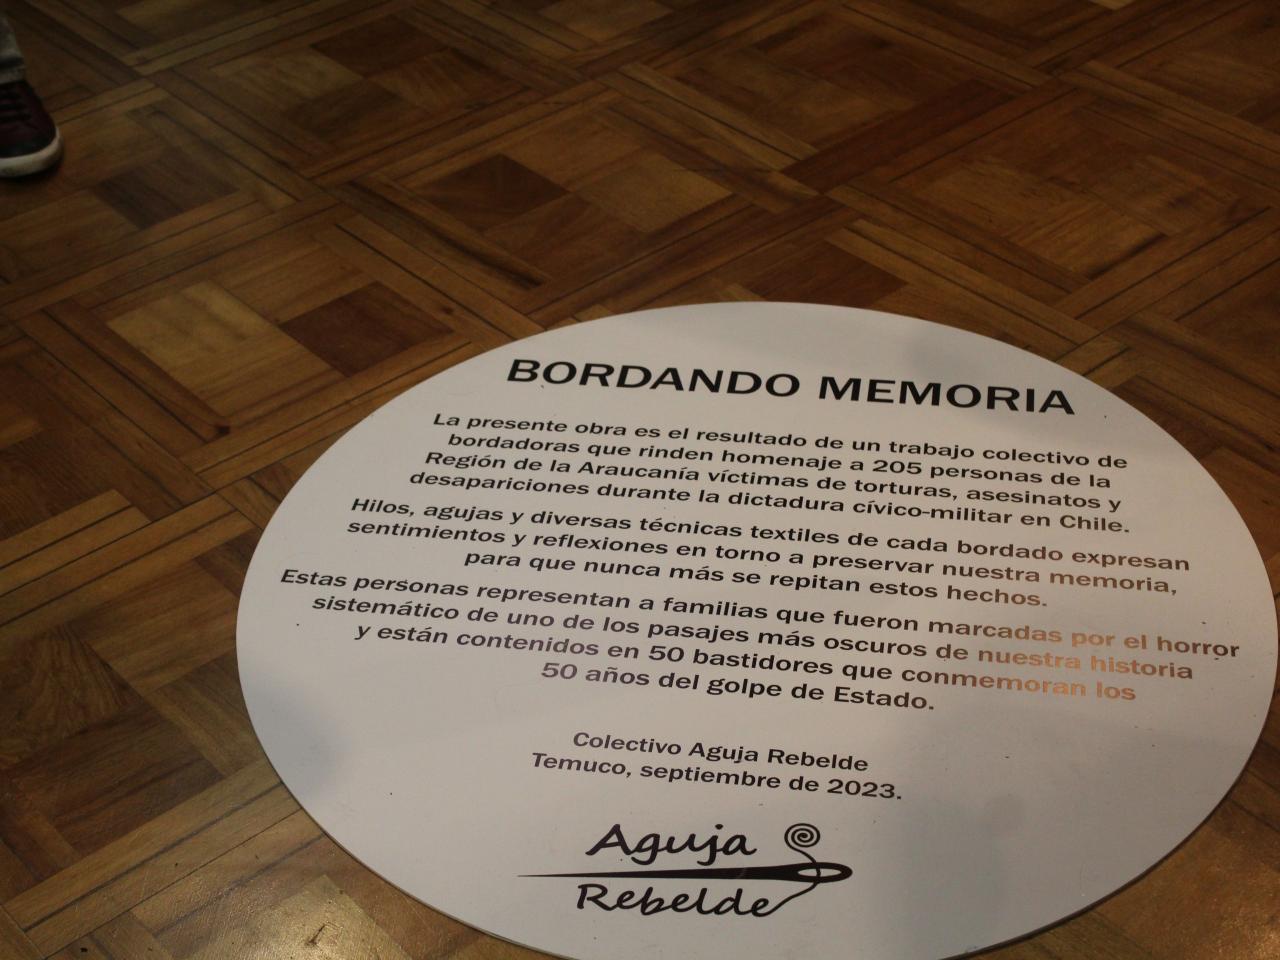 BORDANDO MEMORIA
La presente obra es el resultado de un trabajo colectivo de
bordadoras que rinden homenaje a 205 personas de la
Región de la Araucanía víctimas de torturas, asesinatos y
desapariciones durante la dictadura cívico-militar en Chile.
Hilos, agujas y diversas técnicas textiles de cada bordado expresan
sentimientos y reflexiones en torno a preservar nuestra memoria,
para que nunca más se repitan estos hechos.
Estas personas representan a familias que fueron marcadas por el horror
sistemático de uno de los pasajes más oscuros de nuestra historia
y están contenidos en 50 bastidores que conmemoran los
50 años del golpe de Estado.
Colectivo Aguja Rebelde
Temuco, septiembre de 2023.
Aguja
Rebelde